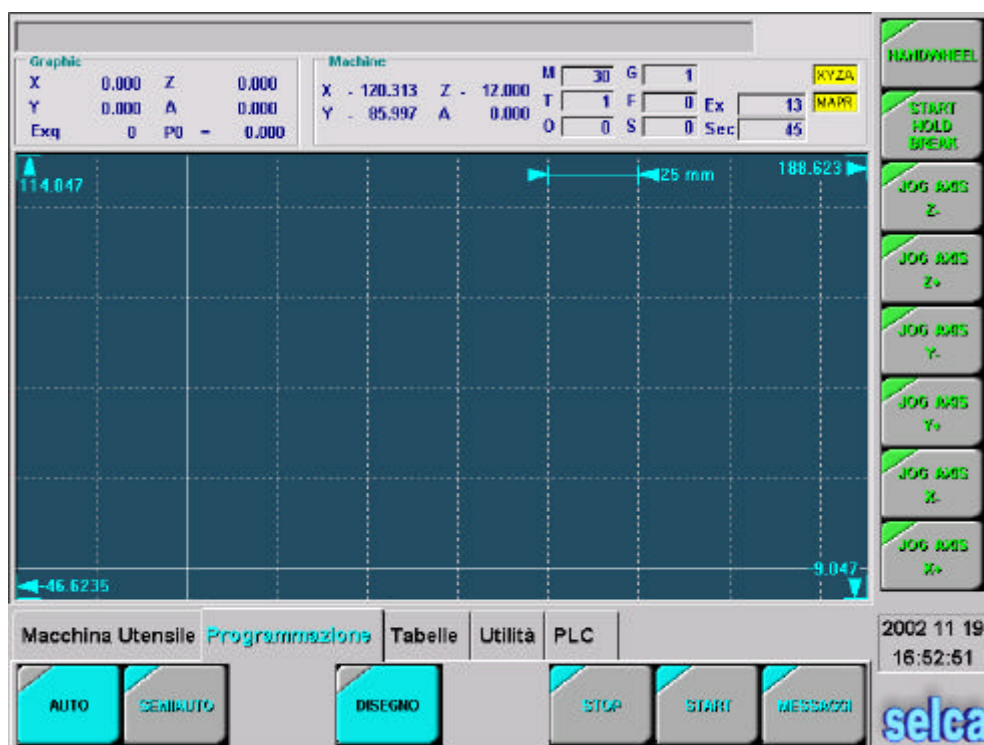 Graphic
X 0.000 Z 0.000
Y 0.000 A 0.000
Exq 0 P0 - 0.000
Machine
X - 120.313 Z - 12.000
Y - 85.997 A 0.000
M 30 G 1
T 1 F 0 Ex 13
O 0 S 0 Sec 45
XYZA
MAPR
114.047
25 mm
188.623
-46.6235
-9.047
HANDWHEEL
START
HOLD
BREAK
JOG AXIS
Z-
JOG AXIS
Z+
JOG AXIS
Y-
JOG AXIS
Y+
JOG AXIS
X-
JOG AXIS
X+
Macchina Utensile Programmazione Tabelle Utilità PLC
2002 11 19
16:52:51
AUTO SEMIAUTO DISEGNO STOP START MESSAGGI
selca